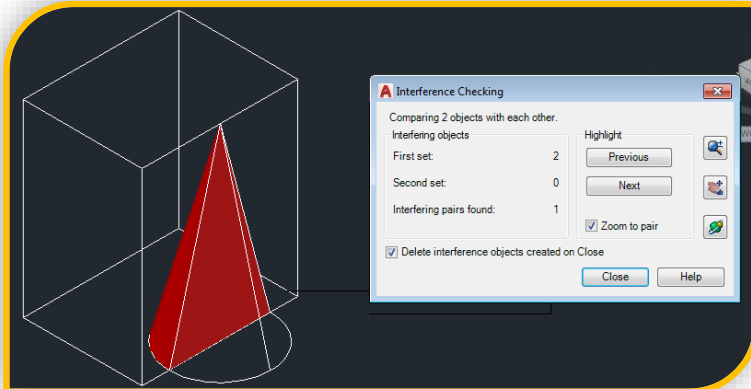 Interference Checking
Comparing 2 objects with each other.
Interfering objects
First set: 2
Second set: 0
Interfering pairs found: 1
Highlight
Previous
Next
Zoom to pair
Delete interference objects created on Close
Close
Help